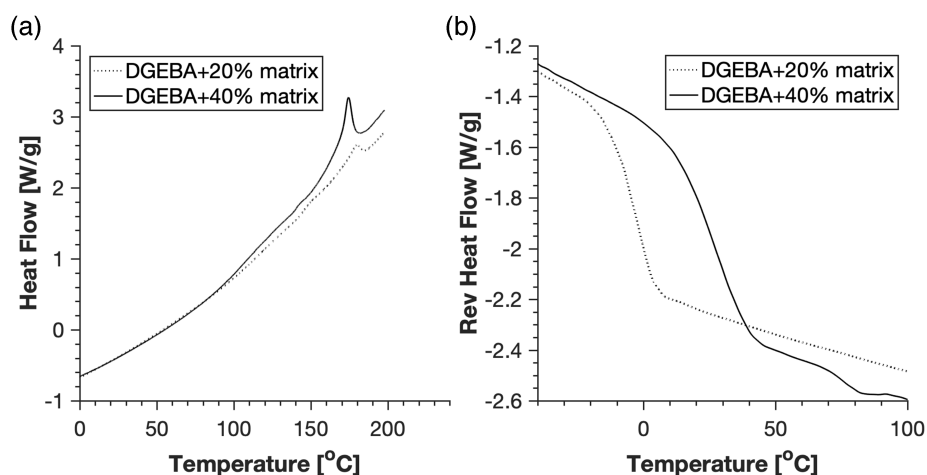 (a)
4
3
2
1
0
-1
Heat Flow [W/g]
DGEBA+20% matrix
DGEBA+40% matrix
0 50 100 150 200
Temperature [°C]
(b)
-1.2
-1.4
-1.6
-1.8
-2
-2.2
-2.4
-2.6
Rev Heat Flow [W/g]
DGEBA+20% matrix
DGEBA+40% matrix
0 50 100
Temperature [°C]